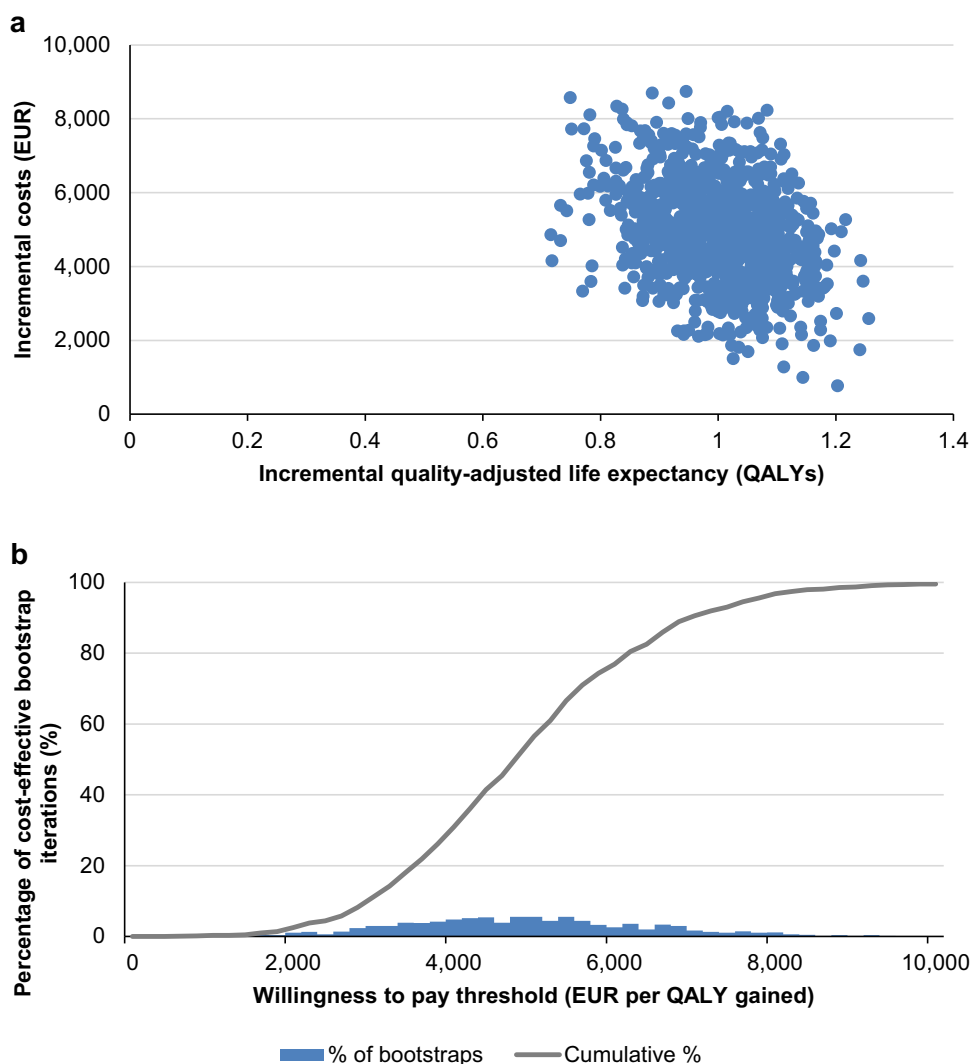 a
10,000
8,000
6,000
4,000
2,000
0
Incremental costs (EUR)
0 0.2 0.4 0.6 0.8 1 1.2 1.4
Incremental quality-adjusted life expectancy (QALYs)
b
100
80
60
40
20
0
Percentage of cost-effective bootstrap
iterations (%)
0 2,000 4,000 6,000 8,000 10,000
Willingness to pay threshold (EUR per QALY gained)
% of bootstraps Cumulative %